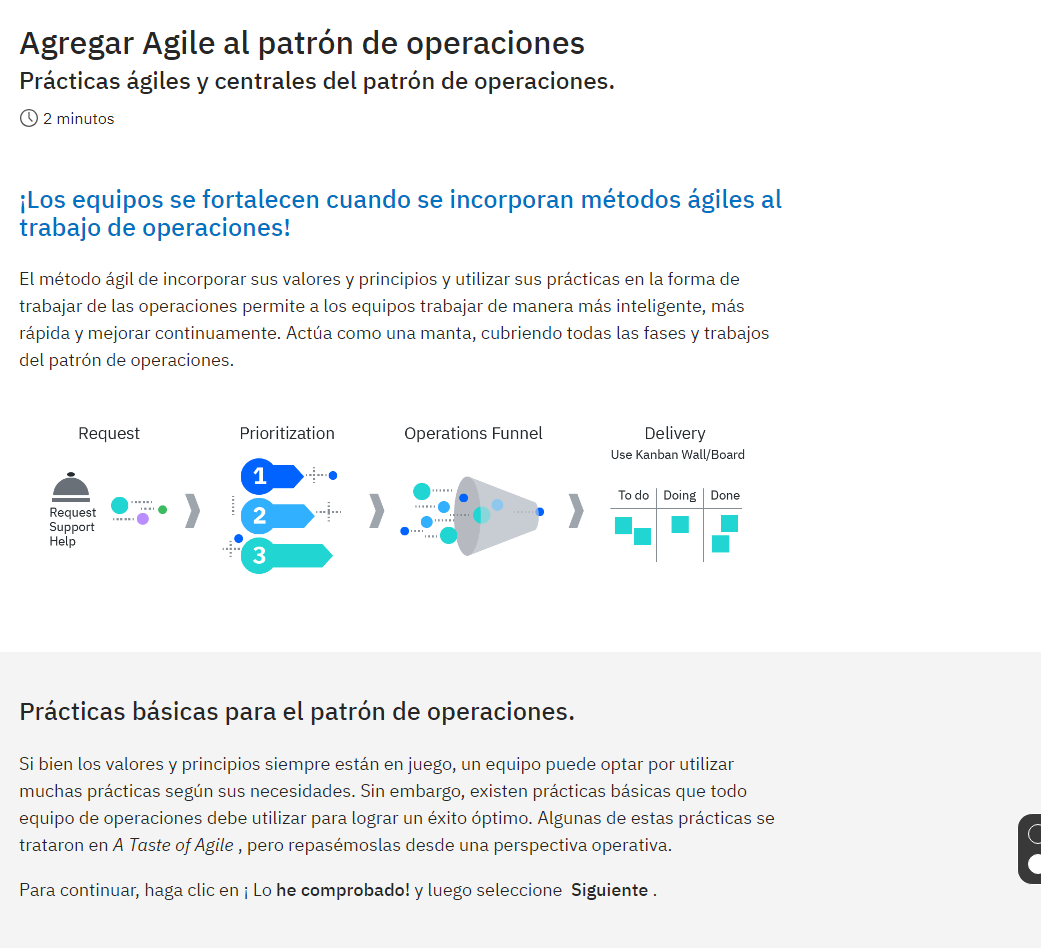 Agregar Agile al patrón de operaciones
Prácticas ágiles y centrales del patrón de operaciones.
2 minutos
¡Los equipos se fortalecen cuando se incorporan métodos ágiles al
trabajo de operaciones!
El método ágil de incorporar sus valores y principios y utilizar sus prácticas en la forma de
trabajar de las operaciones permite a los equipos trabajar de manera más inteligente, más
rápida y mejorar continuamente. Actúa como una manta, cubriendo todas las fases y trabajos
del patrón de operaciones.
Request
Request
Support
Help
Prioritization
1
2
3
Operations Funnel
Delivery
Use Kanban Wall/Board
To do Doing Done
Prácticas básicas para el patrón de operaciones.
Si bien los valores y principios siempre están en juego, un equipo puede optar por utilizar
muchas prácticas según sus necesidades. Sin embargo, existen prácticas básicas que todo
equipo de operaciones debe utilizar para lograr un éxito óptimo. Algunas de estas prácticas se
trataron en A Taste of Agile , pero repasémoslas desde una perspectiva operativa.
Para continuar, haga clic en ¡ Lo he comprobado! y luego seleccione Siguiente .